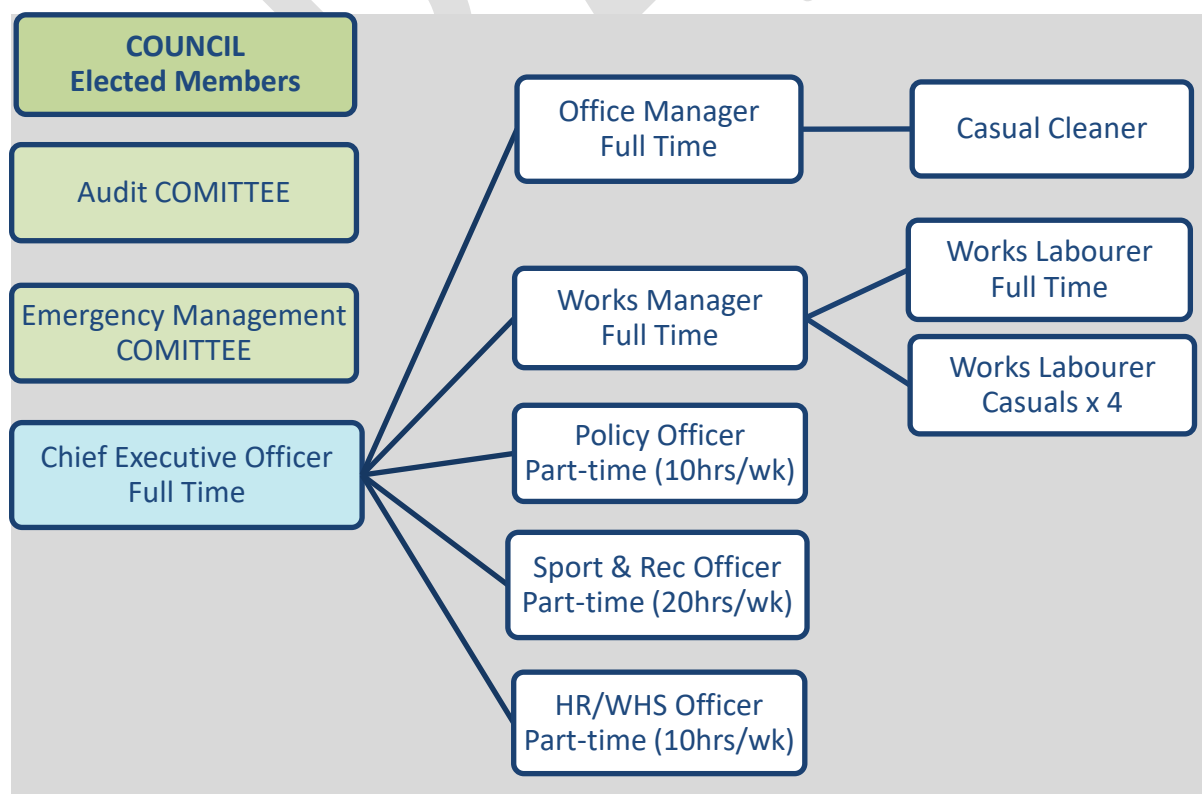 COUNCIL
Elected Members
Audit COMITTEE
Emergency Management
COMITTEE
Chief Executive Officer
Full Time
Office Manager
Full Time
Works Manager
Full Time
Policy Officer
Part-time (10hrs/wk)
Sport & Rec Officer
Part-time (20hrs/wk)
HR/WHS Officer
Part-time (10hrs/wk)
Casual Cleaner
Works Labourer
Full Time
Works Labourer
Casuals x 4